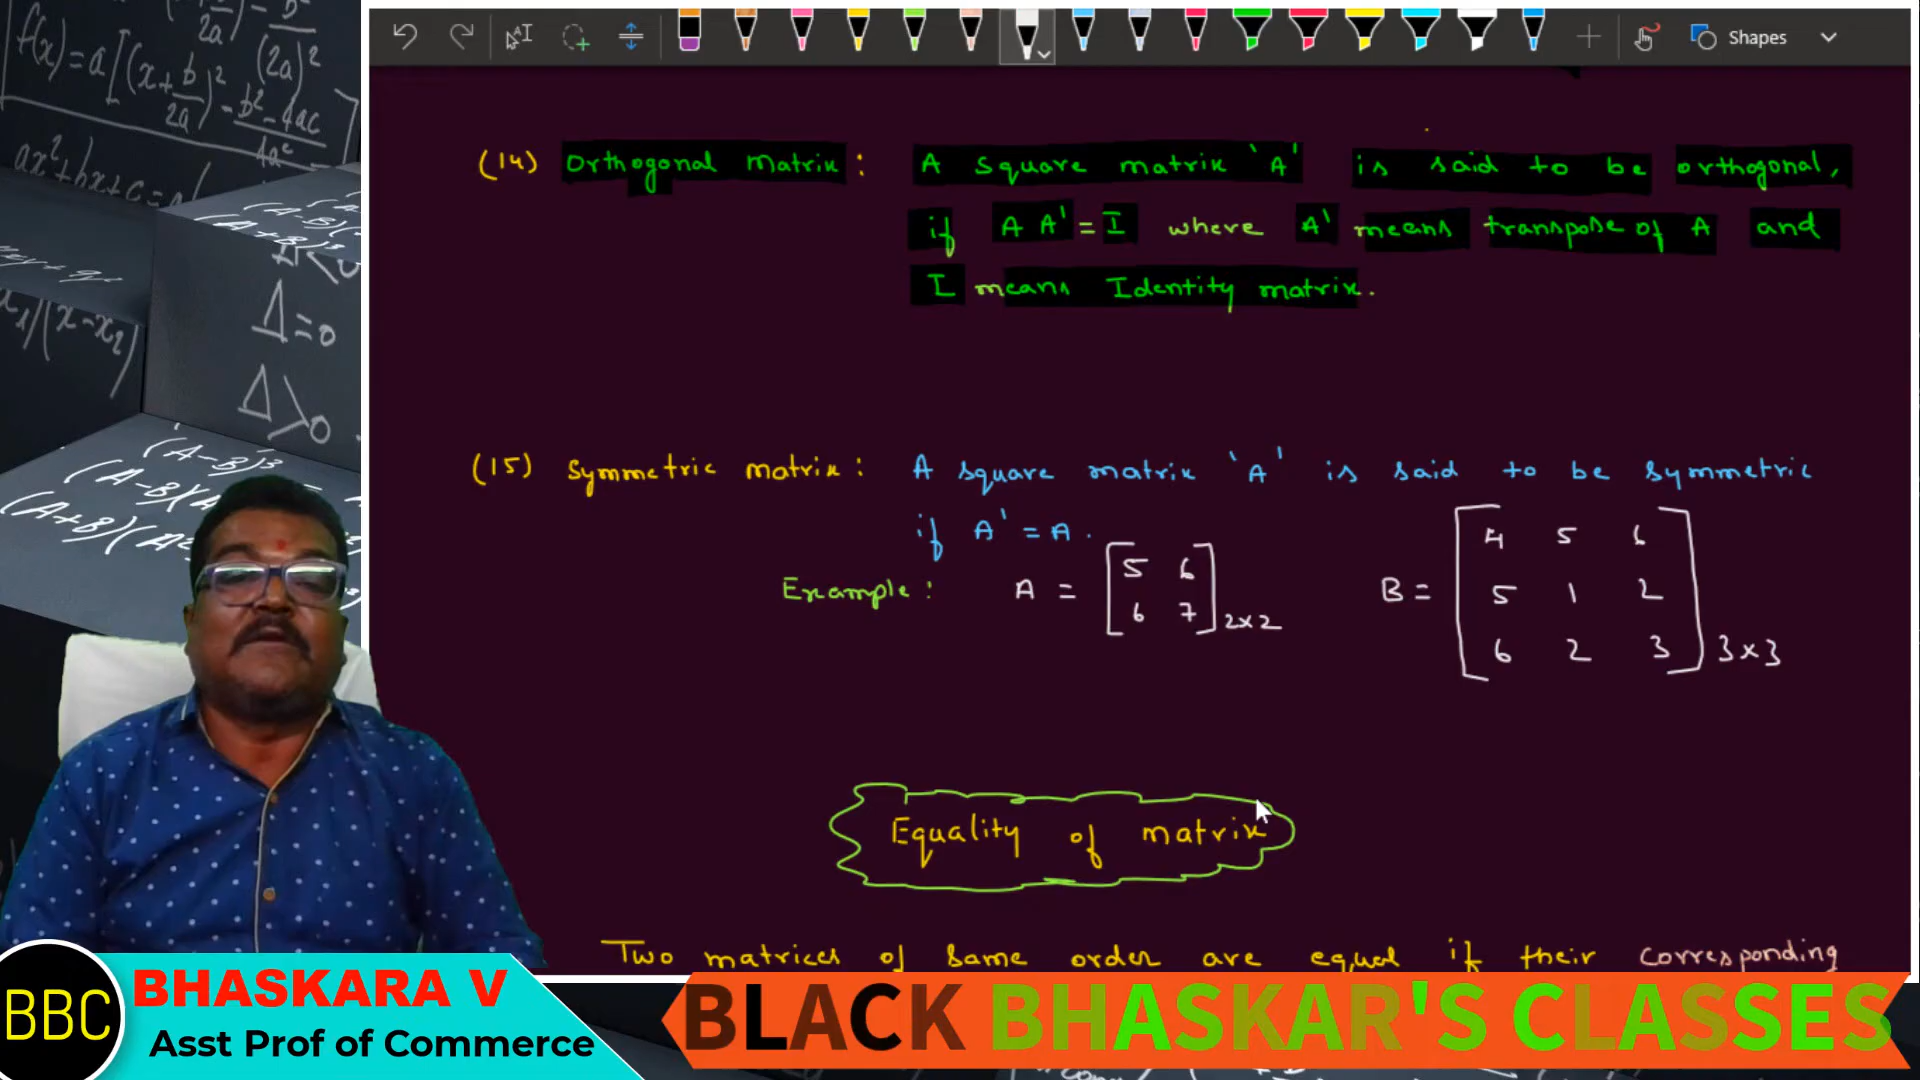 Shapes
f(x) = a[(x + b/2a)² - b² - 4ac
(2a)²
Δ=0
Δ>0
(A-B)³
(14) Orthogonal Matrix : A square matrix 'A' is said to be orthogonal,
if A A' = I where A' means transpose of A and
I means Identity matrix.
(15) Symmetric matrix : A square matrix 'A' is said to be symmetric
if A' = A .
Example : A = [5 6
6 7] 2×2
B = [4 5 6
5 1 2
6 2 3] 3×3
Equality of matrix
Two matrices of same order are equal if their corresponding
BBC
BHASKARA V
Asst Prof of Commerce
BLACK BHASKAR'S CLASSES